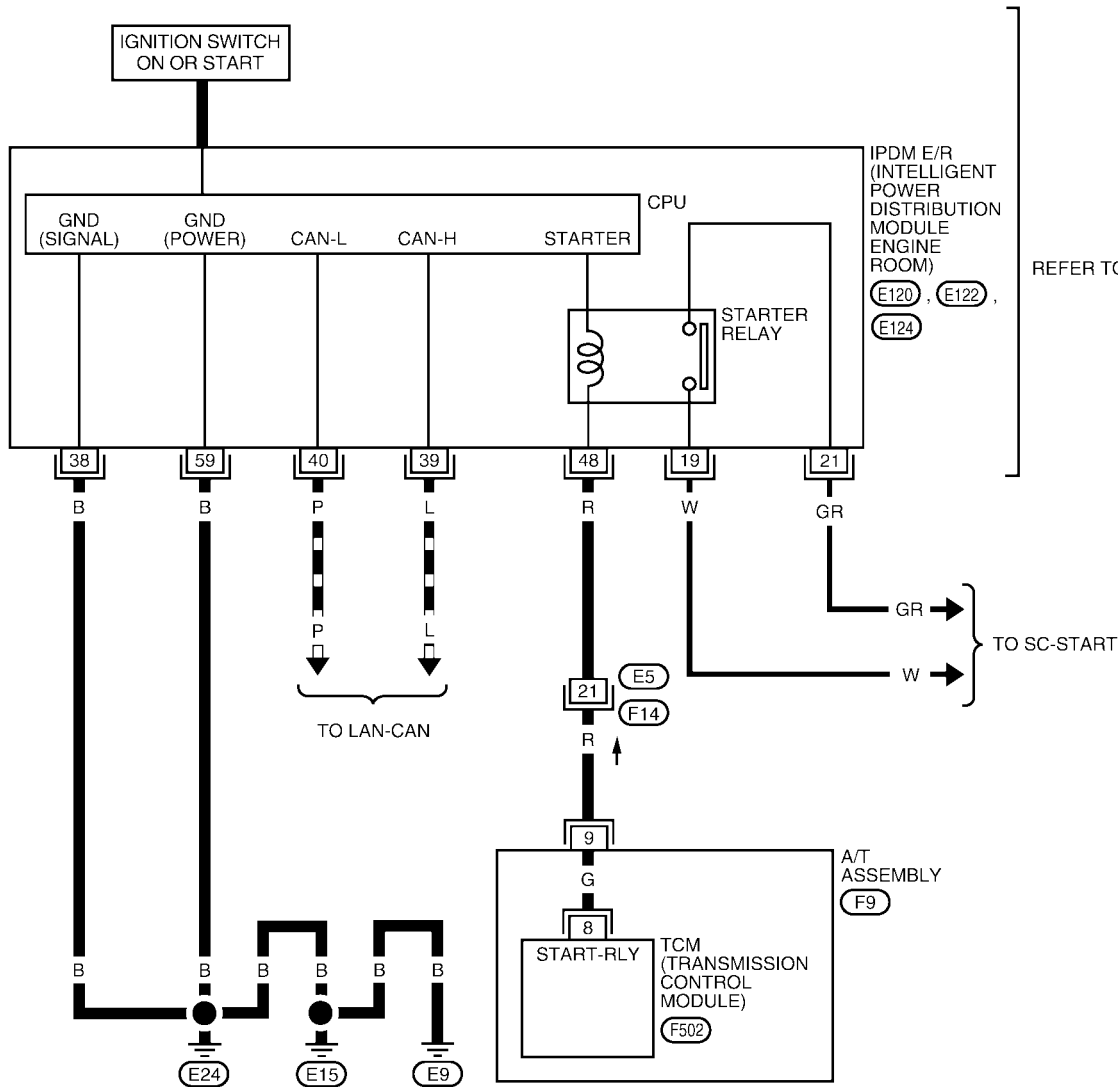 IGNITION SWITCH
ON OR START
IPDM E/R
(INTELLIGENT
POWER
DISTRIBUTION
MODULE
ENGINE
ROOM)
E120 , E122 ,
E124
REFER TO
CPU
GND
(SIGNAL)
GND
(POWER)
CAN-L
CAN-H
STARTER
STARTER
RELAY
38
59
40
39
48
19
21
B
B
P
L
R
W
GR
P
L
GR
W
TO SC-START
TO LAN-CAN
21
E5
F14
R
9
A/T
ASSEMBLY
F9
G
8
START-RLY
TCM
(TRANSMISSION
CONTROL
MODULE)
F502
B
B
B
B
B
B
E24
E15
E9